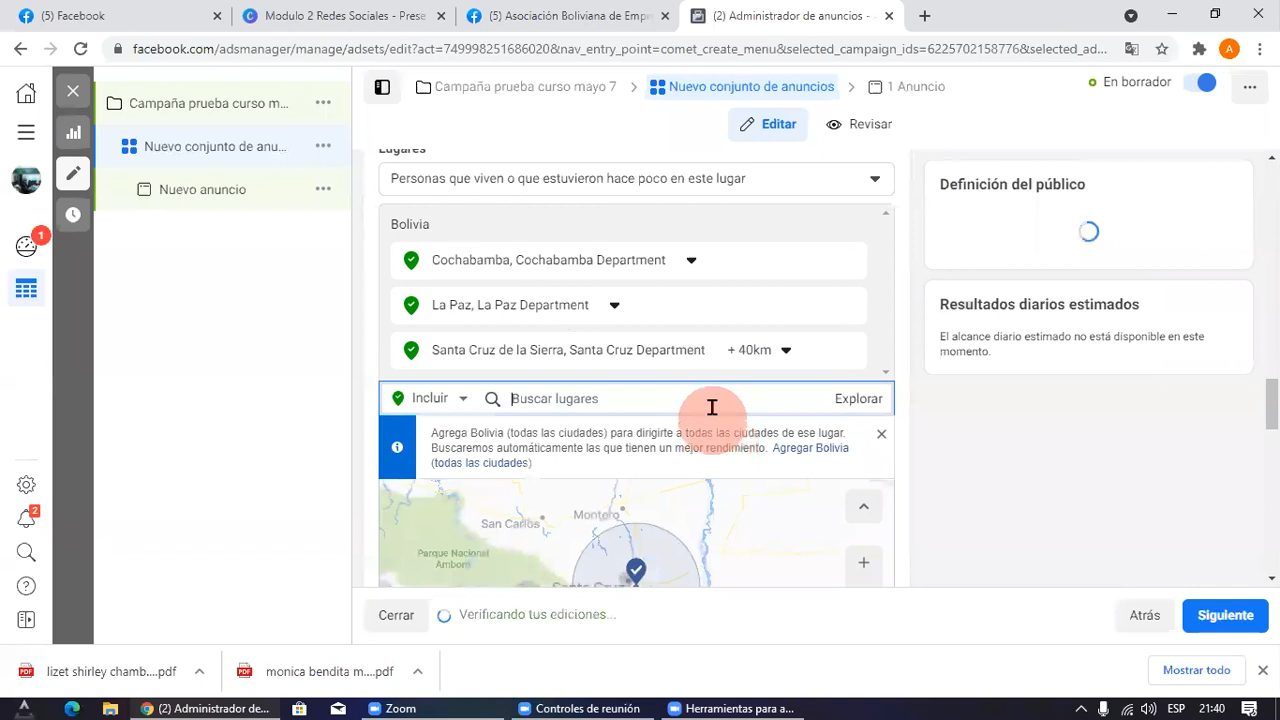 (5) Facebook
Modulo 2 Redes Sociales - Pres
(5) Asociación Boliviana de Empr
(2) Administrador de anuncios -
facebook.com/adsmanager/manage/adsets/edit?act=749998251686020&nav_entry_point=comet_create_menu&selected_campaign_ids=6225702158776&selected_ad...
A
Campaña prueba curso m...
Nuevo conjunto de anu...
Nuevo anuncio
1
2
Campaña prueba curso mayo 7
Nuevo conjunto de anuncios
1 Anuncio
En borrador
Editar
Revisar
Lugares
Personas que viven o que estuvieron hace poco en este lugar
Bolivia
Cochabamba, Cochabamba Department
La Paz, La Paz Department
Santa Cruz de la Sierra, Santa Cruz Department + 40km
Incluir
Buscar lugares
Explorar
Agrega Bolivia (todas las ciudades) para dirigirte a todas las ciudades de ese lugar.
Buscaremos automáticamente las que tienen un mejor rendimiento. Agregar Bolivia
(todas las ciudades)
San Carlos
Montero
Parque Nacional
Amboró
Santa Cruz
Definición del público
Resultados diarios estimados
El alcance diario estimado no está disponible en este
momento.
Cerrar
Verificando tus ediciones...
Atrás
Siguiente
lizet shirley chamb....pdf
monica bendita m....pdf
Mostrar todo
(2) Administrador de...
Zoom
Controles de reunión
Herramientas para a...
ESP
21:40